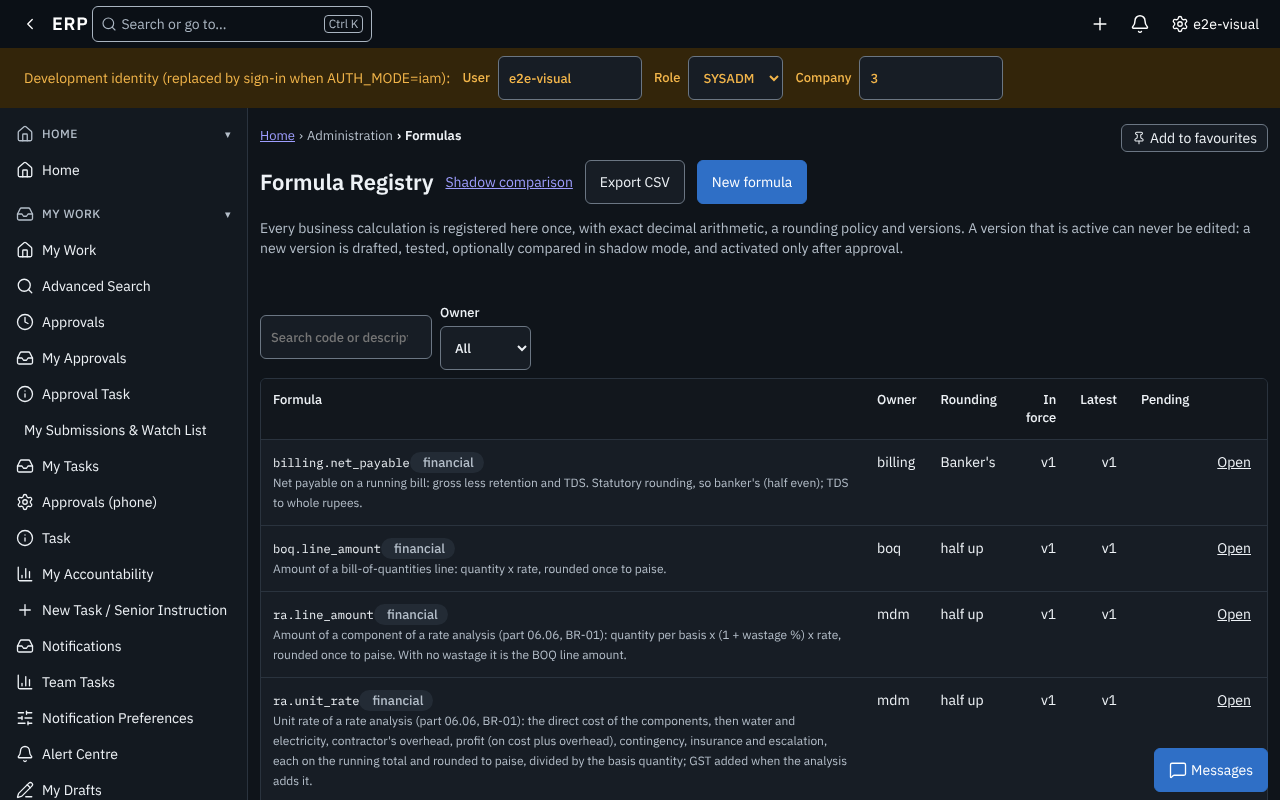 ERP
Search or go to...
Ctrl K
e2e-visual
Development identity (replaced by sign-in when AUTH_MODE=iam):
User
e2e-visual
Role
SYSADM
Company
3
HOME
Home
MY WORK
My Work
Advanced Search
Approvals
My Approvals
Approval Task
My Submissions & Watch List
My Tasks
Approvals (phone)
Task
My Accountability
New Task / Senior Instruction
Notifications
Team Tasks
Notification Preferences
Alert Centre
My Drafts
Home › Administration › Formulas
Add to favourites
Formula Registry
Shadow comparison
Export CSV
New formula
Every business calculation is registered here once, with exact decimal arithmetic, a rounding policy and versions. A version that is active can never be edited: a
new version is drafted, tested, optionally compared in shadow mode, and activated only after approval.
Search code or descrip
Owner
All
Formula Owner Rounding In force Latest Pending
billing.net_payable financial billing Banker's v1 v1 Open
Net payable on a running bill: gross less retention and TDS. Statutory rounding, so banker's (half even); TDS
to whole rupees.
boq.line_amount financial boq half up v1 v1 Open
Amount of a bill-of-quantities line: quantity x rate, rounded once to paise.
ra.line_amount financial mdm half up v1 v1 Open
Amount of a component of a rate analysis (part 06.06, BR-01): quantity per basis x (1 + wastage %) x rate,
rounded once to paise. With no wastage it is the BOQ line amount.
ra.unit_rate financial mdm half up v1 v1 Open
Unit rate of a rate analysis (part 06.06, BR-01): the direct cost of the components, then water and
electricity, contractor's overhead, profit (on cost plus overhead), contingency, insurance and escalation,
each on the running total and rounded to paise, divided by the basis quantity; GST added when the analysis
adds it.
Messages